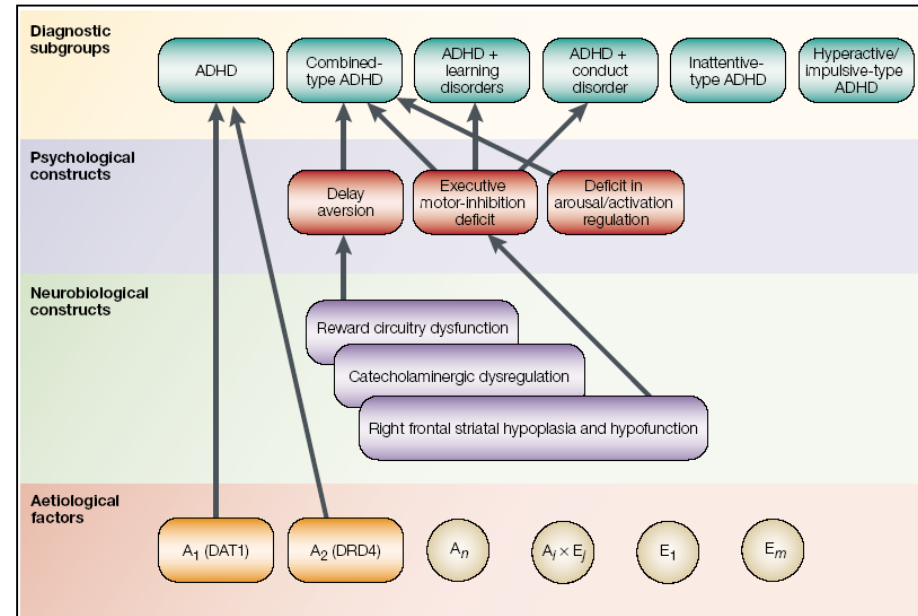 Diagnostic
subgroups
ADHD
Combined-
type ADHD
ADHD +
learning
disorders
ADHD +
conduct
disorder
Inattentive-
type ADHD
Hyperactive/
impulsive-type
ADHD
Psychological
constructs
Delay
aversion
Executive
motor-inhibition
deficit
Deficit in
arousal/activation
regulation
Neurobiological
constructs
Reward circuitry dysfunction
Catecholaminergic dysregulation
Right frontal striatal hypoplasia and hypofunction
Aetiological
factors
A₁ (DAT1)
A₂ (DRD4)
Aₙ
Aᵢ × Eⱼ
E₁
Eₘ